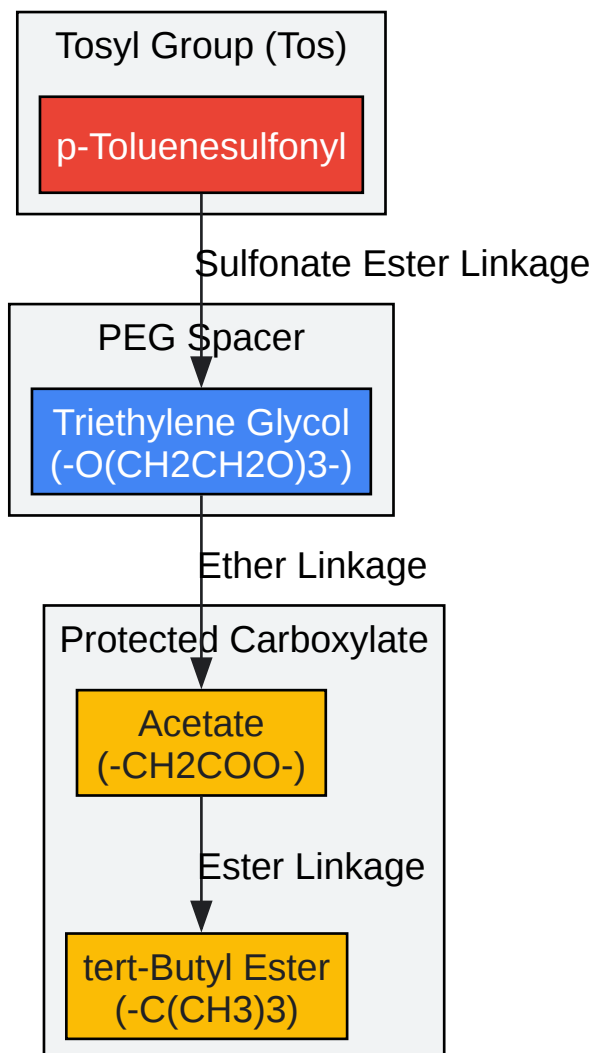 Tosyl Group (Tos)
p-Toluenesulfonyl
Sulfonate Ester Linkage
PEG Spacer
Triethylene Glycol
(-O(CH2CH2O)3-)
Ether Linkage
Protected Carboxylate
Acetate
(-CH2COO-)
Ester Linkage
tert-Butyl Ester
(-C(CH3)3)